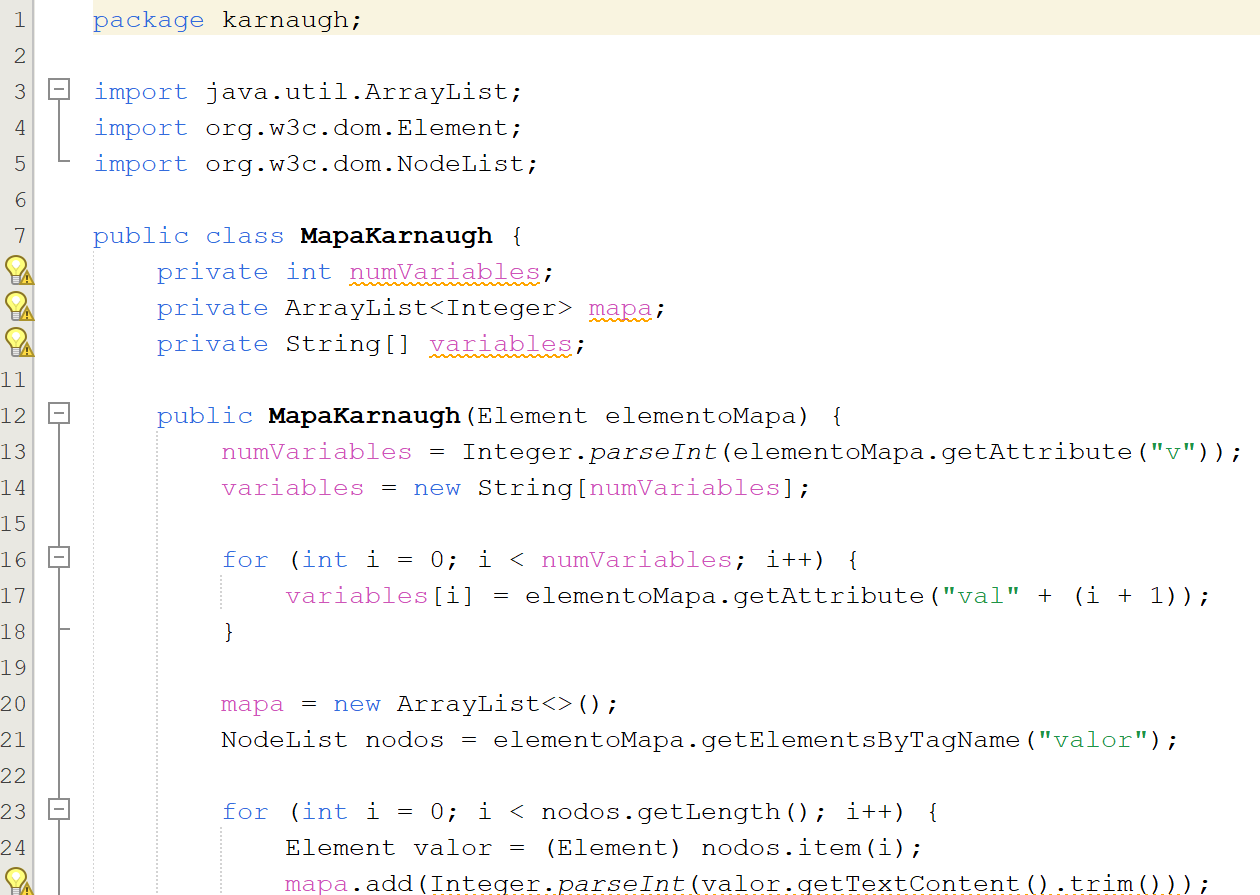 1 package karnaugh;
2
3 import java.util.ArrayList;
4 import org.w3c.dom.Element;
5 import org.w3c.dom.NodeList;
6
7 public class MapaKarnaugh {
private int numVariables;
private ArrayList<Integer> mapa;
private String[] variables;
11
12 public MapaKarnaugh(Element elementoMapa) {
13 numVariables = Integer.parseInt(elementoMapa.getAttribute("v"));
14 variables = new String[numVariables];
15
16 for (int i = 0; i < numVariables; i++) {
17 variables[i] = elementoMapa.getAttribute("val" + (i + 1));
18 }
19
20 mapa = new ArrayList<>();
21 NodeList nodos = elementoMapa.getElementsByTagName("valor");
22
23 for (int i = 0; i < nodos.getLength(); i++) {
24 Element valor = (Element) nodos.item(i);
mapa.add(Integer.parseInt(valor.getTextContent().trim()));